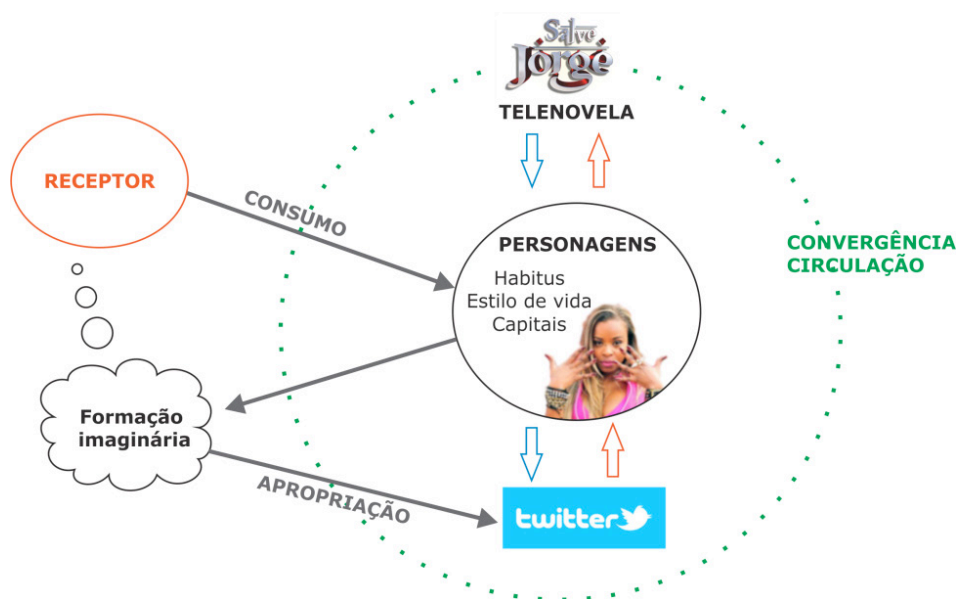 Salve
Jorge
TELENOVELA
RECEPTOR
CONSUMO
PERSONAGENS
Habitus
Estilo de vida
Capitais
CONVERGÊNCIA
CIRCULAÇÃO
Formação
imaginária
APROPRIAÇÃO
twitter